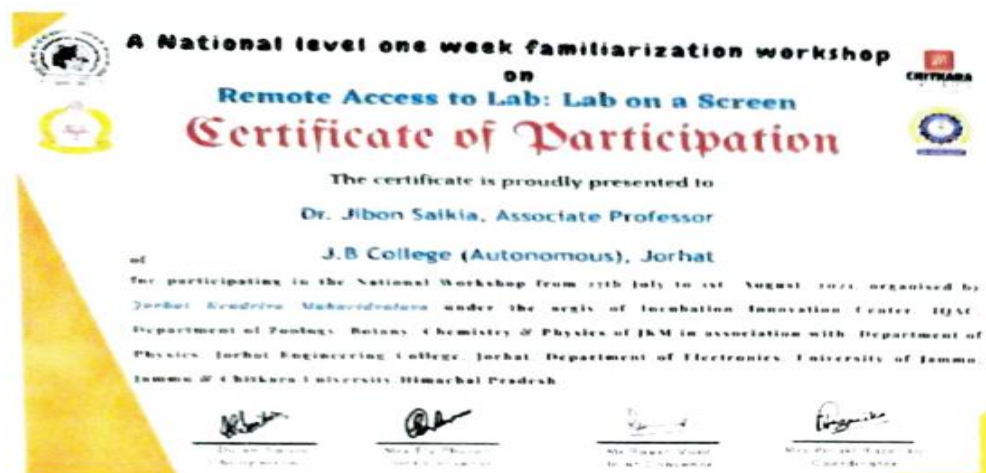 A National level one week familiarization workshop
on
Remote Access to Lab: Lab on a Screen
Certificate of Participation
CHITKARA
The certificate is proudly presented to
Dr. Jibon Saikia, Associate Professor
of J.B College (Autonomous), Jorhat
for participating in the National Workshop from July to 1st August organised by
Jorhat Kendriya Mahavidyalaya under the aegis of Incubation Innovation Center, IQAC,
Department of Zoology, Botany, Chemistry & Physics of JKM in association with Department of
Physics, Jorhat Engineering College, Jorhat, Department of Electronics, University of Jammu,
Jammu & Chitkara University Himachal Pradesh